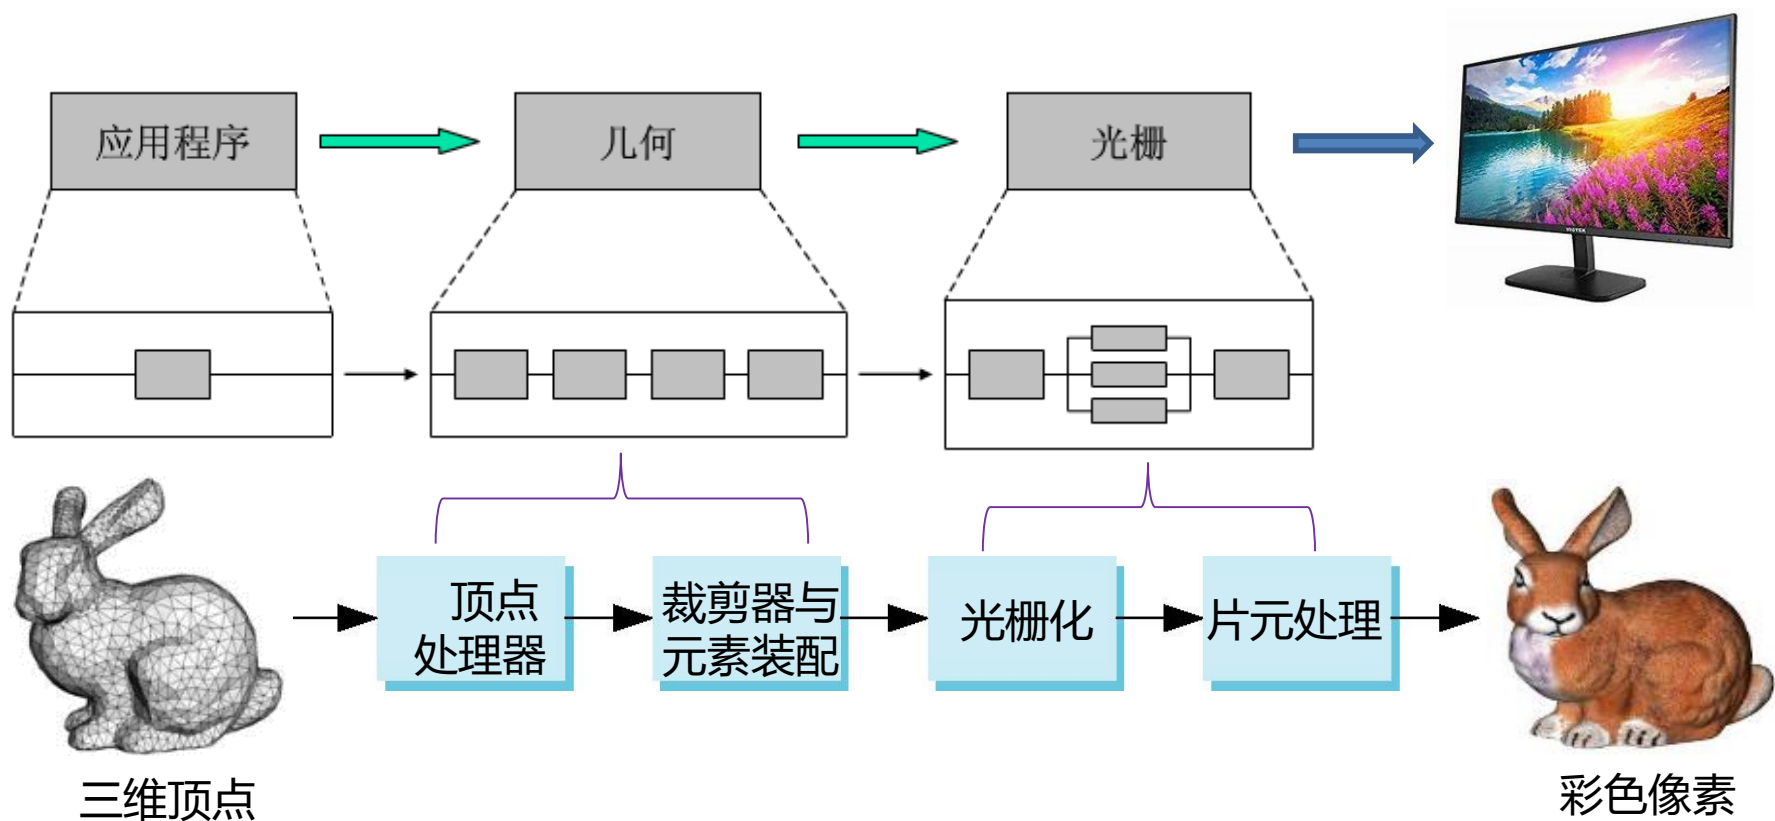 应用程序
几何
光栅
顶点
处理器
裁剪器与
元素装配
光栅化
片元处理
三维顶点
彩色像素